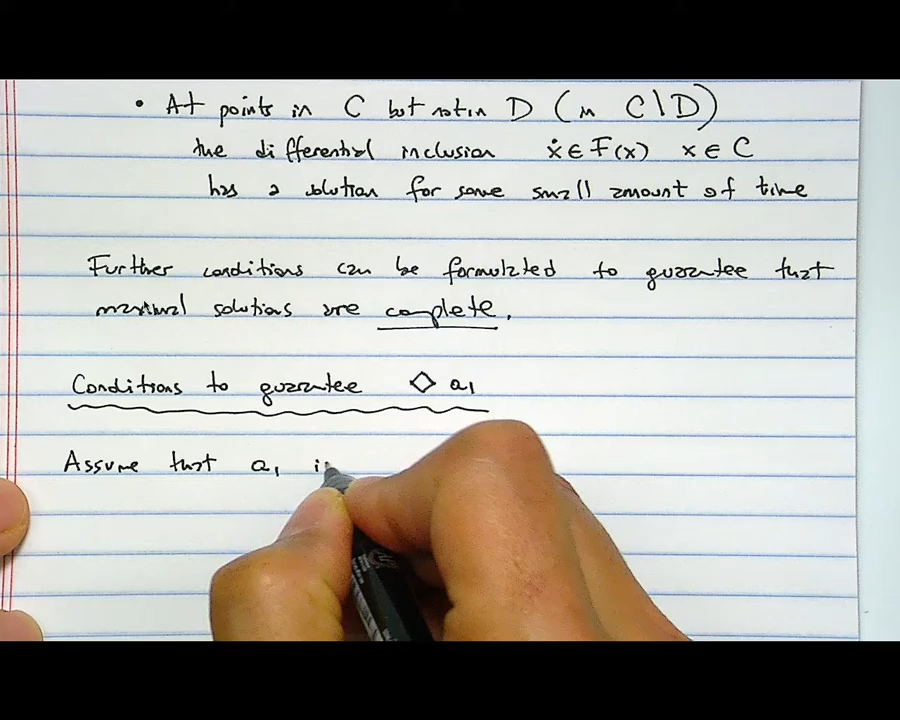 • At points in C but not in D (in C\D)
the differential inclusion ẋ ∈ F(x) x ∈ C
has a solution for some small amount of time
Further conditions can be formulated to guarantee that
maximal solutions are complete.
Conditions to guarantee ◇ a₁
Assume that a₁ i